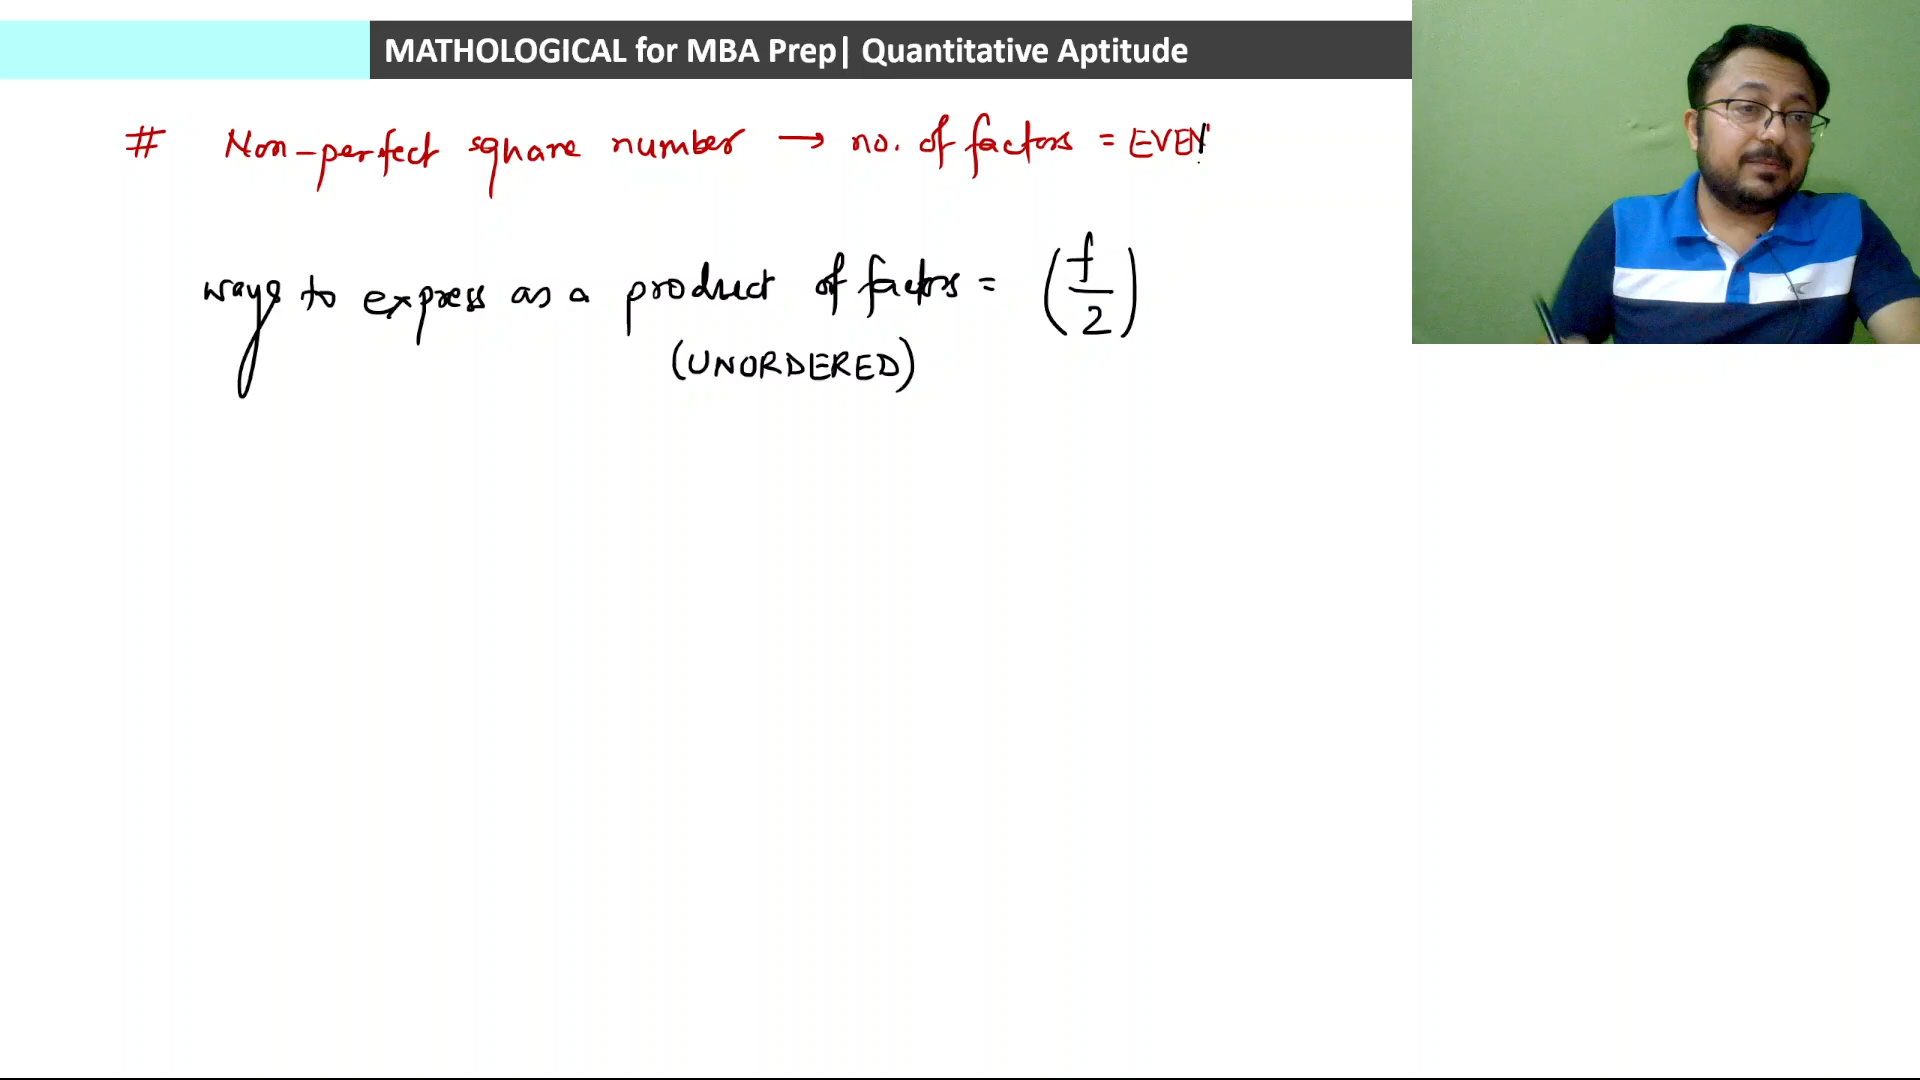 MATHOLOGICAL for MBA Prep| Quantitative Aptitude
# Non-perfect square number → no. of factors = EVEN
ways to express as a product of factors = (f/2)
(UNORDERED)